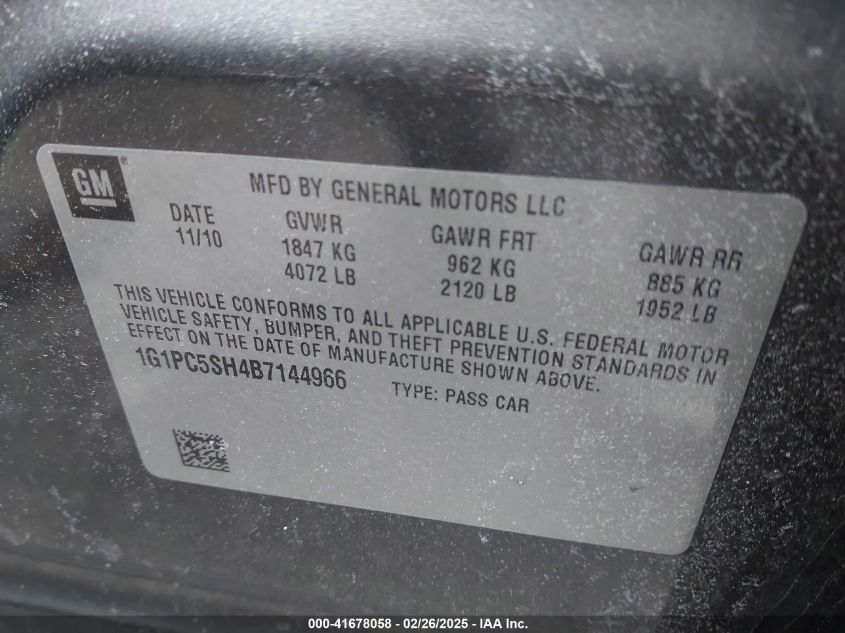 GM
MFD BY GENERAL MOTORS LLC
DATE GVWR GAWR FRT GAWR RR
11/10 1847 KG 962 KG 885 KG
4072 LB 2120 LB 1952 LB
THIS VEHICLE CONFORMS TO ALL APPLICABLE U.S. FEDERAL MOTOR
VEHICLE SAFETY, BUMPER, AND THEFT PREVENTION STANDARDS IN
EFFECT ON THE DATE OF MANUFACTURE SHOWN ABOVE.
1G1PC5SH4B7144966 TYPE: PASS CAR
000-41678058 - 02/26/2025 - IAA Inc.